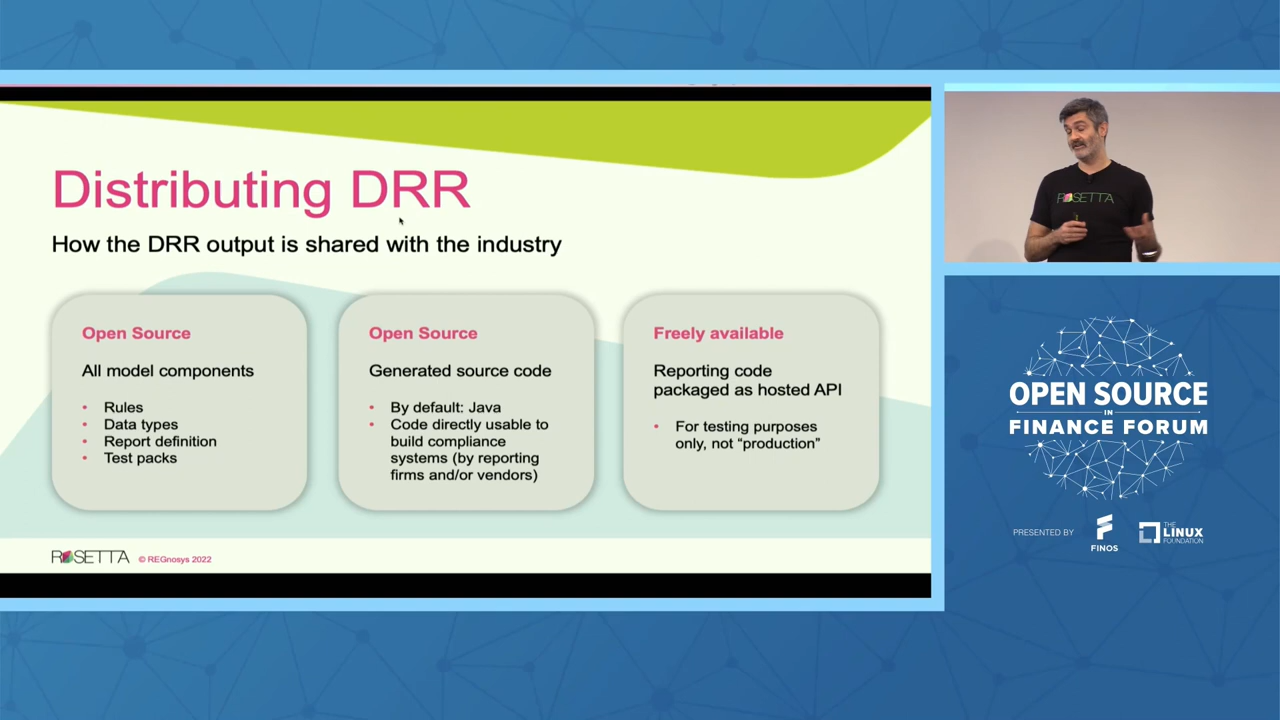 Distributing DRR
How the DRR output is shared with the industry
Open Source
All model components
• Rules
• Data types
• Report definition
• Test packs
Open Source
Generated source code
• By default: Java
• Code directly usable to
build compliance
systems (by reporting
firms and/or vendors)
Freely available
Reporting code
packaged as hosted API
• For testing purposes
only, not “production”
ROSETTA
© REGnosys 2022
ROSETTA
OPEN SOURCE
IN
FINANCE FORUM
PRESENTED BY
FINOS
THE
LINUX
FOUNDATION